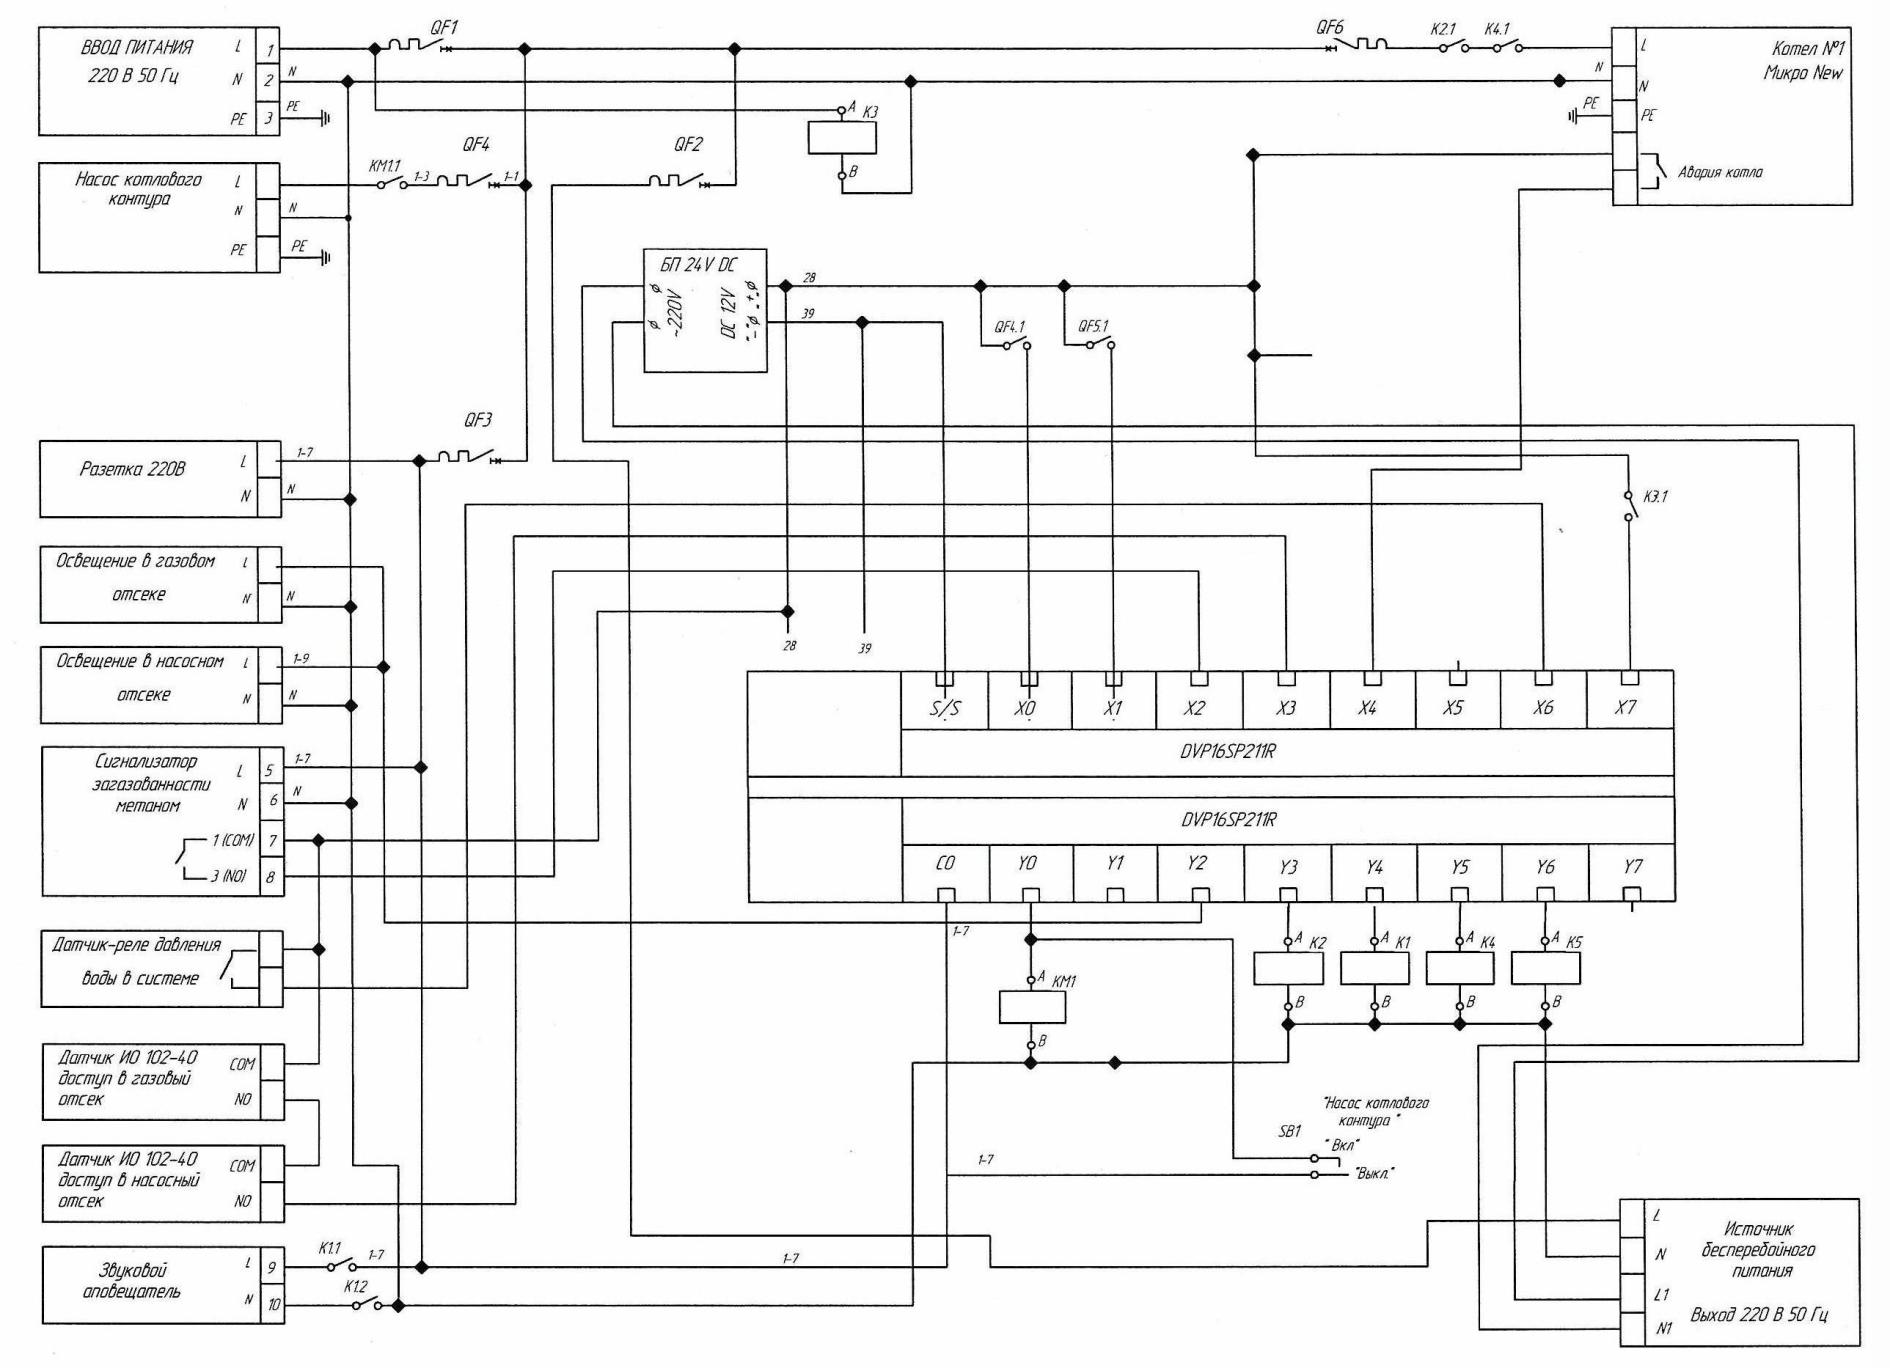 ВВОД ПИТАНИЯ
220 В 50 Гц
L 1
N 2 N
PE 3 PE
QF1
QF6
K2.1
K4.1
Котел №1
Микро New
L
N N
PE PE
Авария котла
A K3
B
Насос котлового
контура
L
N N
PE PE
KM1.1
1-3
QF4
1-1
QF2
БП 24V DC
~220V
DC 12V
"+"
"-"
28
39
QF4.1
QF5.1
QF3
Разетка 220В
L 1-7
N N
K3.1
Освещение в газовом
отсеке
L
N N
Освещение в насосном
отсеке
L 1-9
N N
28
39
S/S X0 X1 X2 X3 X4 X5 X6 X7
DVP16SP211R
DVP16SP211R
C0 Y0 Y1 Y2 Y3 Y4 Y5 Y6 Y7
Сигнализатор
загазованности
метаном
L 5 1-7
N 6 N
1 (COM) 7
3 (NO) 8
1-7
Датчик-реле давления
воды в системе
A K2
B
A K1
B
A K4
B
A K5
B
A KM1
B
Датчик ИО 102-40
доступ в газовый
отсек
COM
NO
Датчик ИО 102-40
доступ в насосный
отсек
COM
NO
"Насос котлового
контура"
SB1
"Вкл"
"Выкл."
1-7
Звуковой
оповещатель
L 9
N 10
K1.1
1-7
K1.2
1-7
Источник
бесперебойного
питания
Выход 220 В 50 Гц
L
N
L1
N1